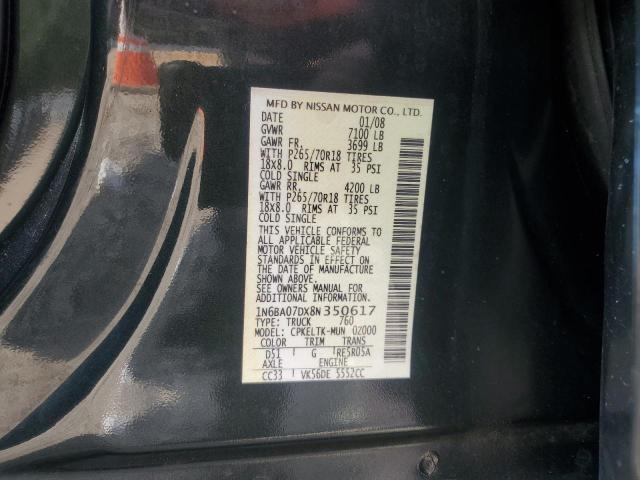 MFD BY NISSAN MOTOR CO., LTD.
DATE 01/08
GVWR 7100 LB
GAWR FR. 3699 LB
WITH P265/70R18 TIRES
18X8.0 RIMS AT 35 PSI
COLD SINGLE
GAWR RR. 4200 LB
WITH P265/70R18 TIRES
18X8.0 RIMS AT 35 PSI
COLD SINGLE
THIS VEHICLE CONFORMS TO
ALL APPLICABLE FEDERAL
MOTOR VEHICLE SAFETY
STANDARDS IN EFFECT ON
THE DATE OF MANUFACTURE
SHOWN ABOVE.
SEE OWNERS MANUAL FOR
ADDITIONAL INFORMATION
1N6BA07DX8N350617
TYPE: TRUCK 760
MODEL: CPKELTK-MUN 02000
COLOR TRIM TRANS
D51 G RE5R05A
AXLE ENGINE
CC33 VK56DE 5552CC